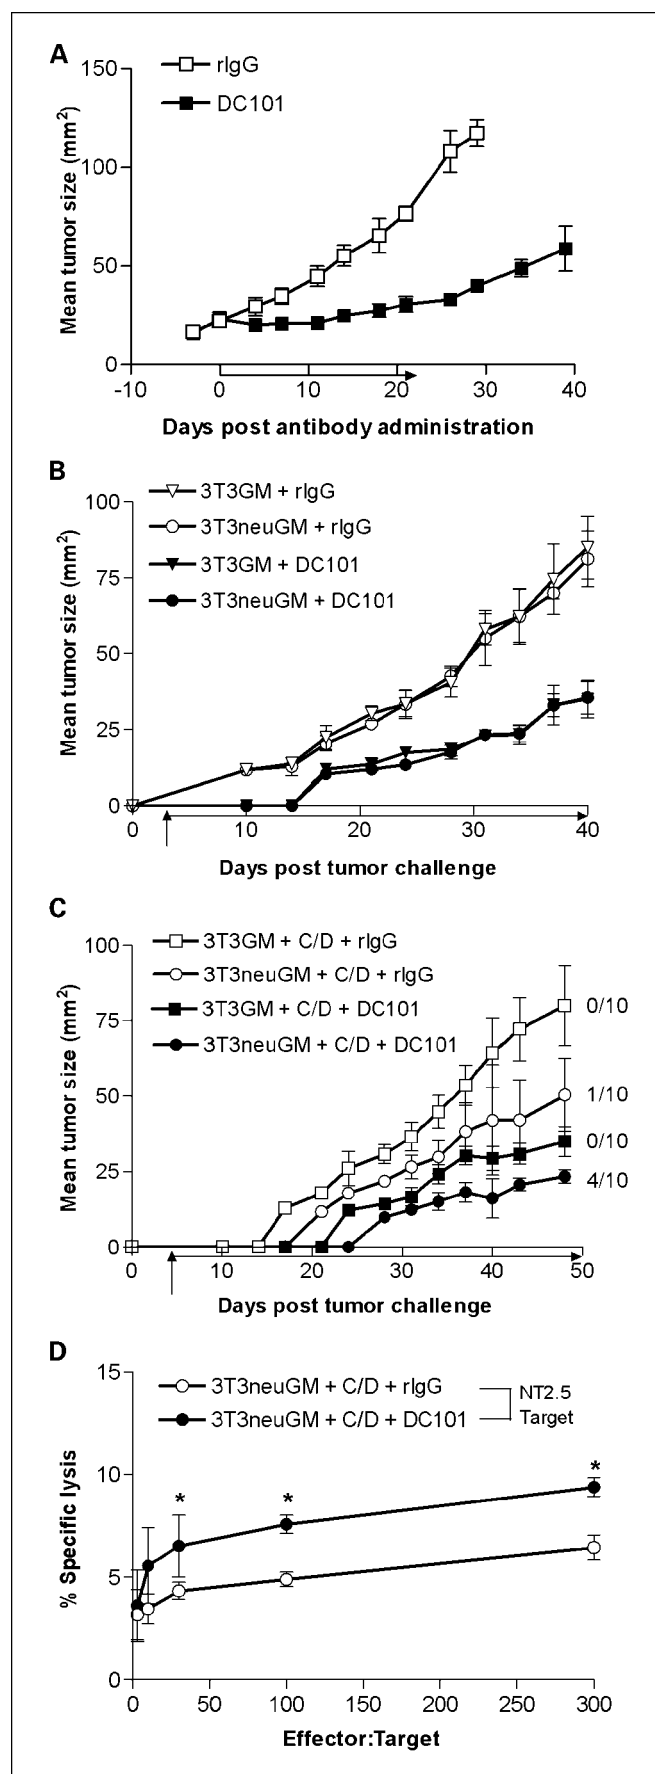 A
rIgG
DC101
Mean tumor size (mm²)
150
100
50
0
-10 0 10 20 30 40
Days post antibody administration
B
3T3GM + rIgG
3T3neuGM + rIgG
3T3GM + DC101
3T3neuGM + DC101
Mean tumor size (mm²)
100
75
50
25
0
0 10 20 30 40
Days post tumor challenge
C
3T3GM + C/D + rIgG
3T3neuGM + C/D + rIgG
3T3GM + C/D + DC101
3T3neuGM + C/D + DC101
Mean tumor size (mm²)
100
75
50
25
0
0/10
1/10
0/10
4/10
0 10 20 30 40 50
Days post tumor challenge
D
3T3neuGM + C/D + rIgG
3T3neuGM + C/D + DC101
NT2.5
Target
% Specific lysis
15
10
5
0
* * *
0 50 100 150 200 250 300
Effector:Target